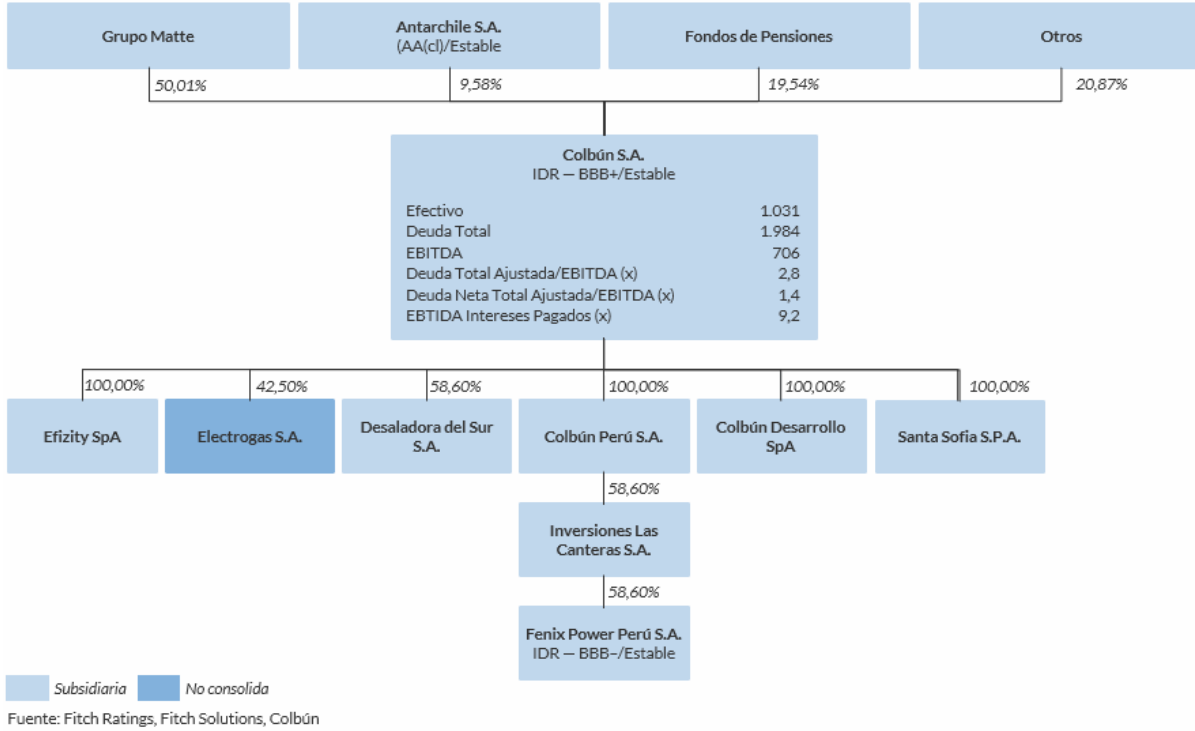 Grupo Matte
Antarchile S.A.
(AA(cl)/Estable
Fondos de Pensiones
Otros
50,01%
9,58%
19,54%
20,87%
Colbún S.A.
IDR — BBB+/Estable
Efectivo 1.031
Deuda Total 1.984
EBITDA 706
Deuda Total Ajustada/EBITDA (x) 2,8
Deuda Neta Total Ajustada/EBITDA (x) 1,4
EBTIDA Intereses Pagados (x) 9,2
100,00%
42,50%
58,60%
100,00%
100,00%
100,00%
Efizity SpA
Electrogas S.A.
Desaladora del Sur
S.A.
Colbún Perú S.A.
Colbún Desarrollo
SpA
Santa Sofia S.P.A.
58,60%
Inversiones Las
Canteras S.A.
58,60%
Fenix Power Perú S.A.
IDR — BBB–/Estable
Subsidiaria
No consolida
Fuente: Fitch Ratings, Fitch Solutions, Colbún